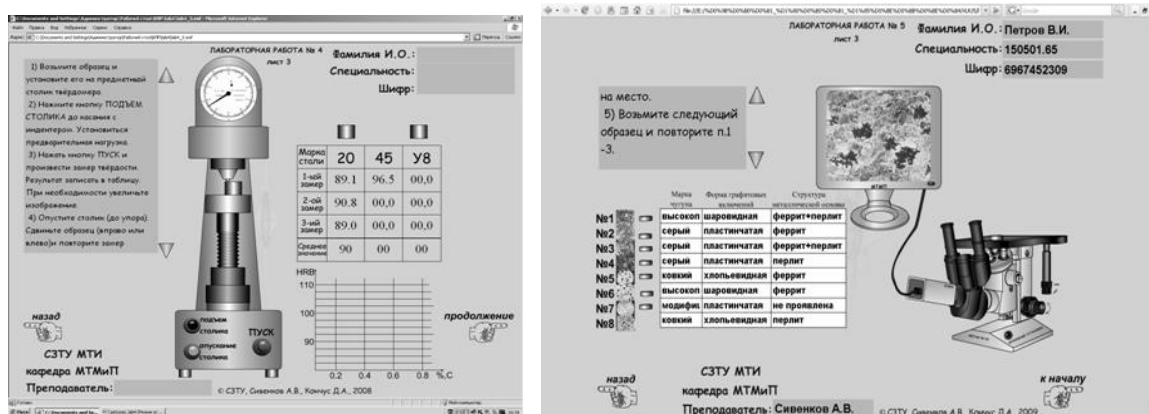 C:\Documents and Settings\Администратор\Рабочий стол\
ЛАБОРАТОРНАЯ РАБОТА № 4
лист 3
Фамилия И.О.:
Специальность:
Шифр:
1) Возьмите образец и
установите его на предметный
столик твёрдомера.
2) Нажмите кнопку ПОДЪЕМ
СТОЛИКА до касания с
индентером. Установиться
предварительная нагрузка.
3) Нажать кнопку ПУСК и
произвести замер твердости.
Результат записать в таблицу.
При необходимости увеличьте
изображение.
4) Опустите столик (до упора).
Сдвиньте образец (вправо или
влево)и повторите замер
Марка стали 20 45 У8
1-ый замер 89.1 96.5 00,0
2-ой замер 90.8 00,0 00,0
3-ий замер 89.0 00,0 00,0
Среднее значение 90 00 00
HRB
110
100
90
0.2 0.4 0.6 0.8 %,C
подъем
столика
ПУСК
опускание
столика
назад
продолжение
СЗТУ МТИ
кафедра МТМиП
Преподаватель:
© СЗТУ, Сивенков А.В., Кончус Д.А., 2008
ЛАБОРАТОРНАЯ РАБОТА № 5
лист 3
Фамилия И.О.: Петров В.И.
Специальность: 150501.65
Шифр: 6967452309
на место.
5) Возьмите следующий
образец и повторите п.1
-3.
МТМиП
Марка чугуна Форма графитовых включений Структура металлической основы
№1 высокоп шаровидная феррит+перлит
№2 серый пластинчатая феррит
№3 серый пластинчатая феррит+перлит
№4 серый пластинчатая перлит
№5 ковкий хлопьевидная феррит
№6 высокоп шаровидная феррит
№7 модифиц пластинчатая не проявлена
№8 ковкий хлопьевидная перлит
назад
к началу
СЗТУ МТИ
кафедра МТМиП
Преподаватель: Сивенков А.В.
© СЗТУ, Сивенков А.В., Кончус Д.А., 2009